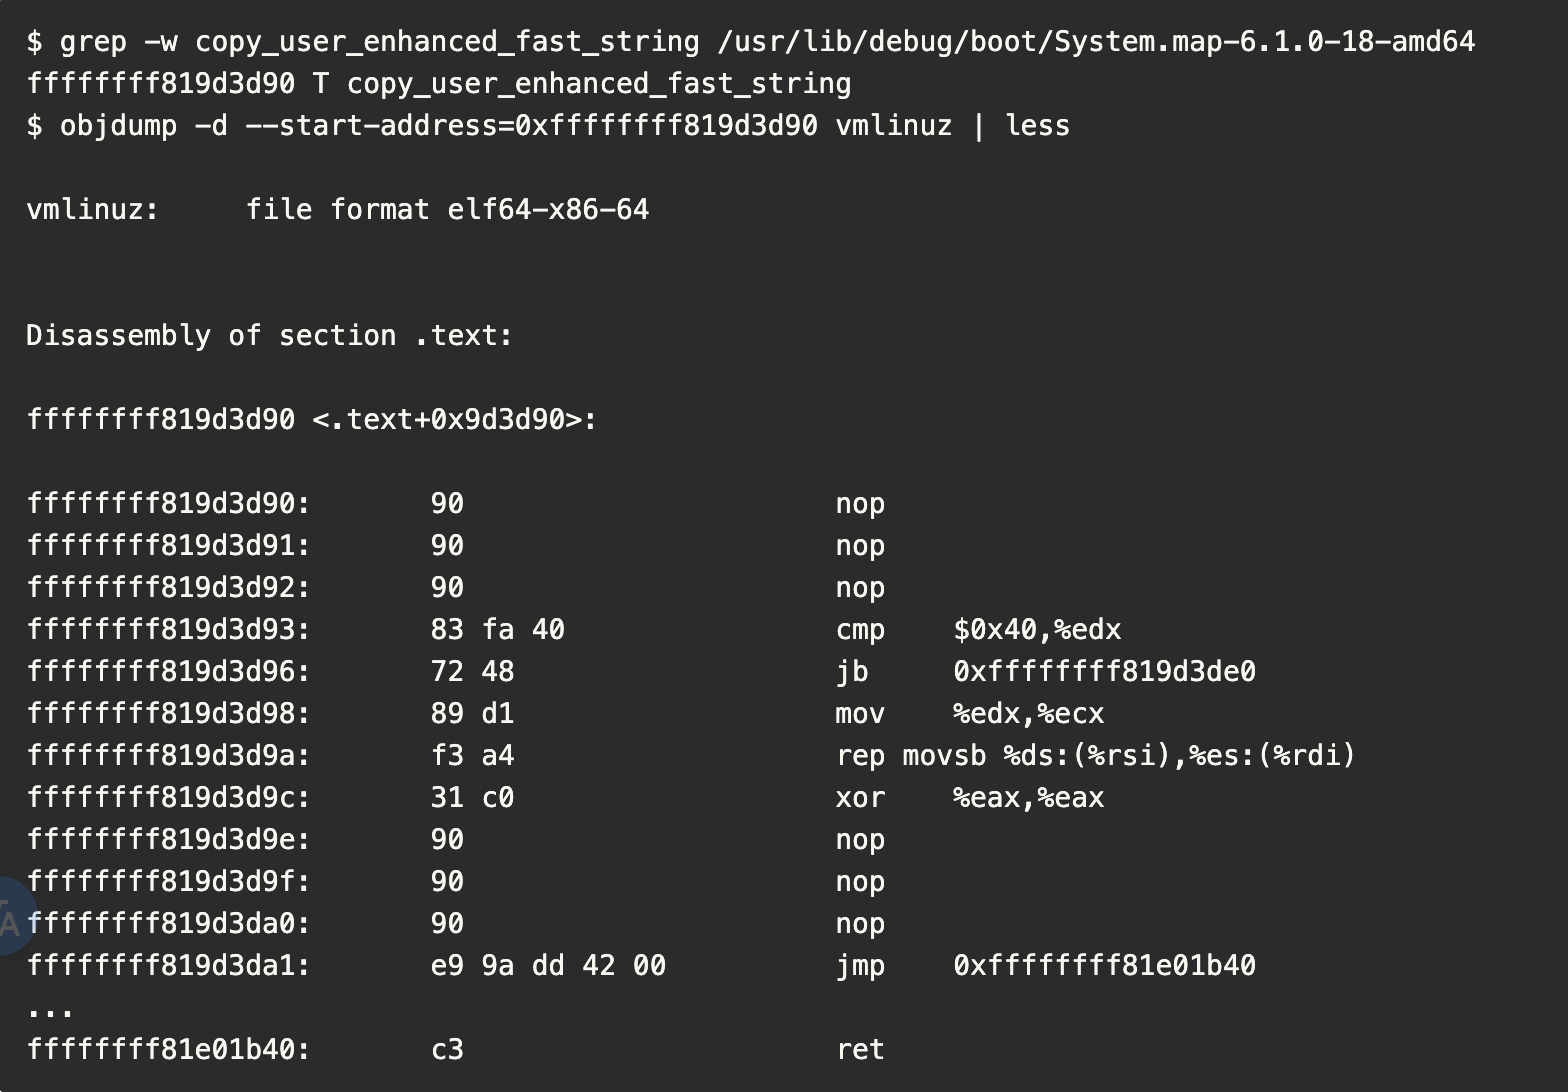 $ grep -w copy_user_enhanced_fast_string /usr/lib/debug/boot/System.map-6.1.0-18-amd64
ffffffff819d3d90 T copy_user_enhanced_fast_string
$ objdump -d --start-address=0xffffffff819d3d90 vmlinuz | less
vmlinuz:     file format elf64-x86-64
Disassembly of section .text:
ffffffff819d3d90 <.text+0x9d3d90>:
ffffffff819d3d90:       90                      nop
ffffffff819d3d91:       90                      nop
ffffffff819d3d92:       90                      nop
ffffffff819d3d93:       83 fa 40                cmp    $0x40,%edx
ffffffff819d3d96:       72 48                   jb     0xffffffff819d3de0
ffffffff819d3d98:       89 d1                   mov    %edx,%ecx
ffffffff819d3d9a:       f3 a4                   rep movsb %ds:(%rsi),%es:(%rdi)
ffffffff819d3d9c:       31 c0                   xor    %eax,%eax
ffffffff819d3d9e:       90                      nop
ffffffff819d3d9f:       90                      nop
ffffffff819d3da0:       90                      nop
ffffffff819d3da1:       e9 9a dd 42 00          jmp    0xffffffff81e01b40
...
ffffffff81e01b40:       c3                      ret